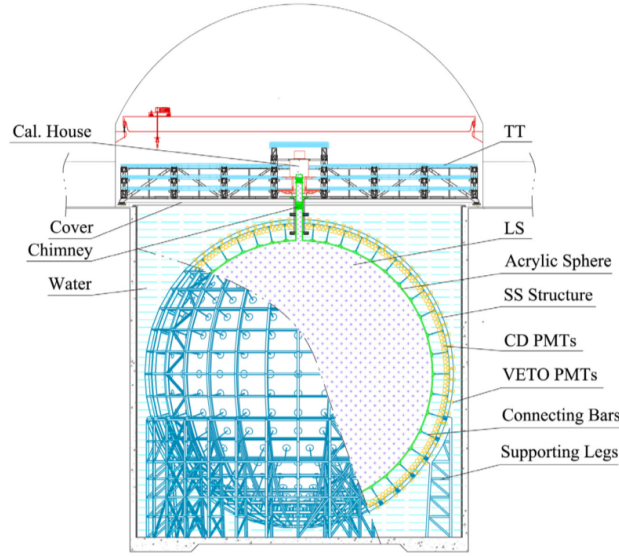 Cal. House
TT
Cover
Chimney
Water
LS
Acrylic Sphere
SS Structure
CD PMTs
VETO PMTs
Connecting Bars
Supporting Legs